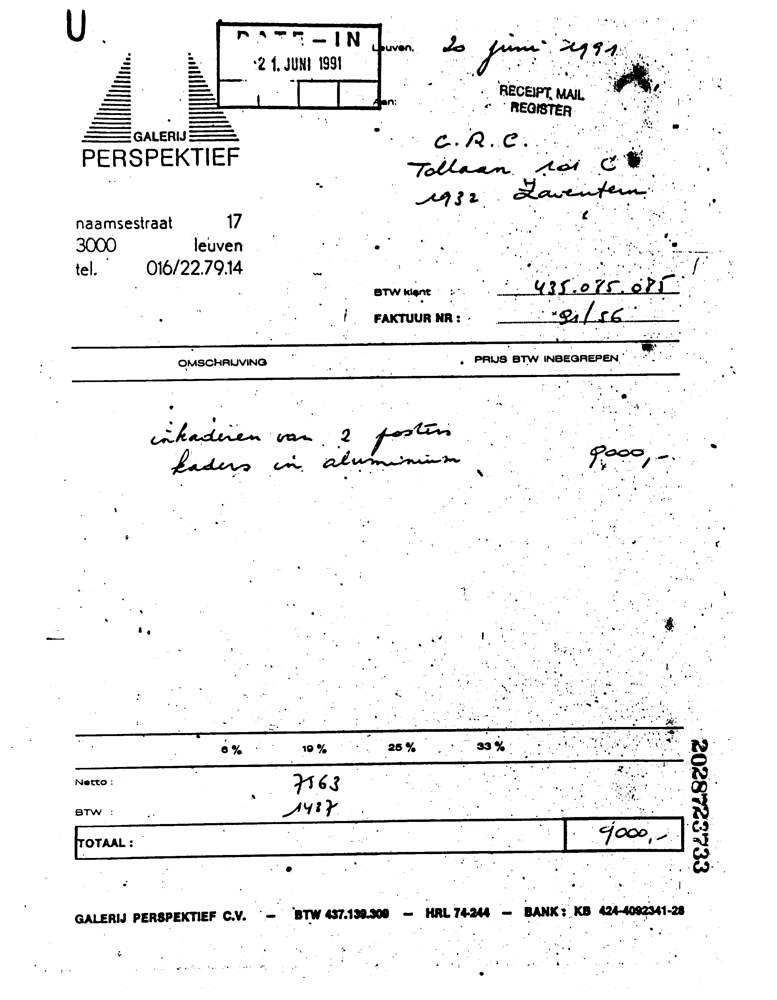 U
DATE-IN
21. JUNI 1991
Leuven, 20 juni 1991
RECEIPT, MAIL
REGISTER
Aan:
GALERIJ
PERSPEKTIEF
C.R.C.
Tollaan 101 C
1932 Zaventem
naamsestraat 17
3000 leuven
tel. 016/22.79.14
BTW klant : 435.075.085
FAKTUUR NR : 91/56
OMSCHRIJVING PRIJS BTW INBEGREPEN
inkaderen van 2 posters
kaders in aluminium 9000,-
6% 19% 25% 33%
Netto : 7563
BTW : 1437
TOTAAL : 9000,-
2028723733
GALERIJ PERSPEKTIEF C.V. — BTW 437.139.309 — HRL 74-244 — BANK: KB 424-4092341-28